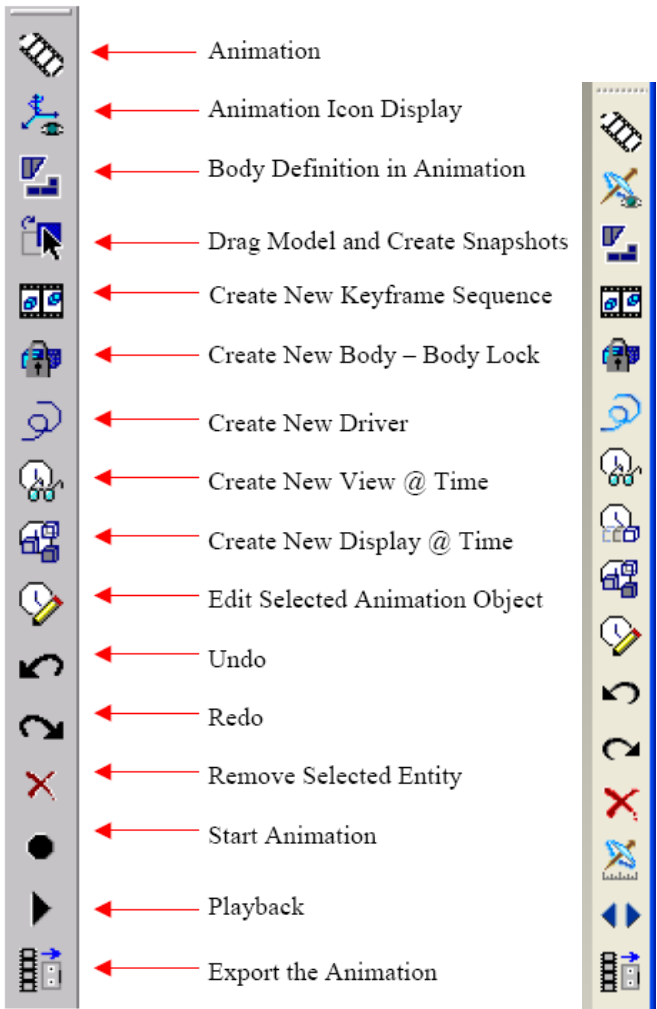 Animation
Animation Icon Display
Body Definition in Animation
Drag Model and Create Snapshots
Create New Keyframe Sequence
Create New Body – Body Lock
Create New Driver
Create New View @ Time
Create New Display @ Time
Edit Selected Animation Object
Undo
Redo
Remove Selected Entity
Start Animation
Playback
Export the Animation